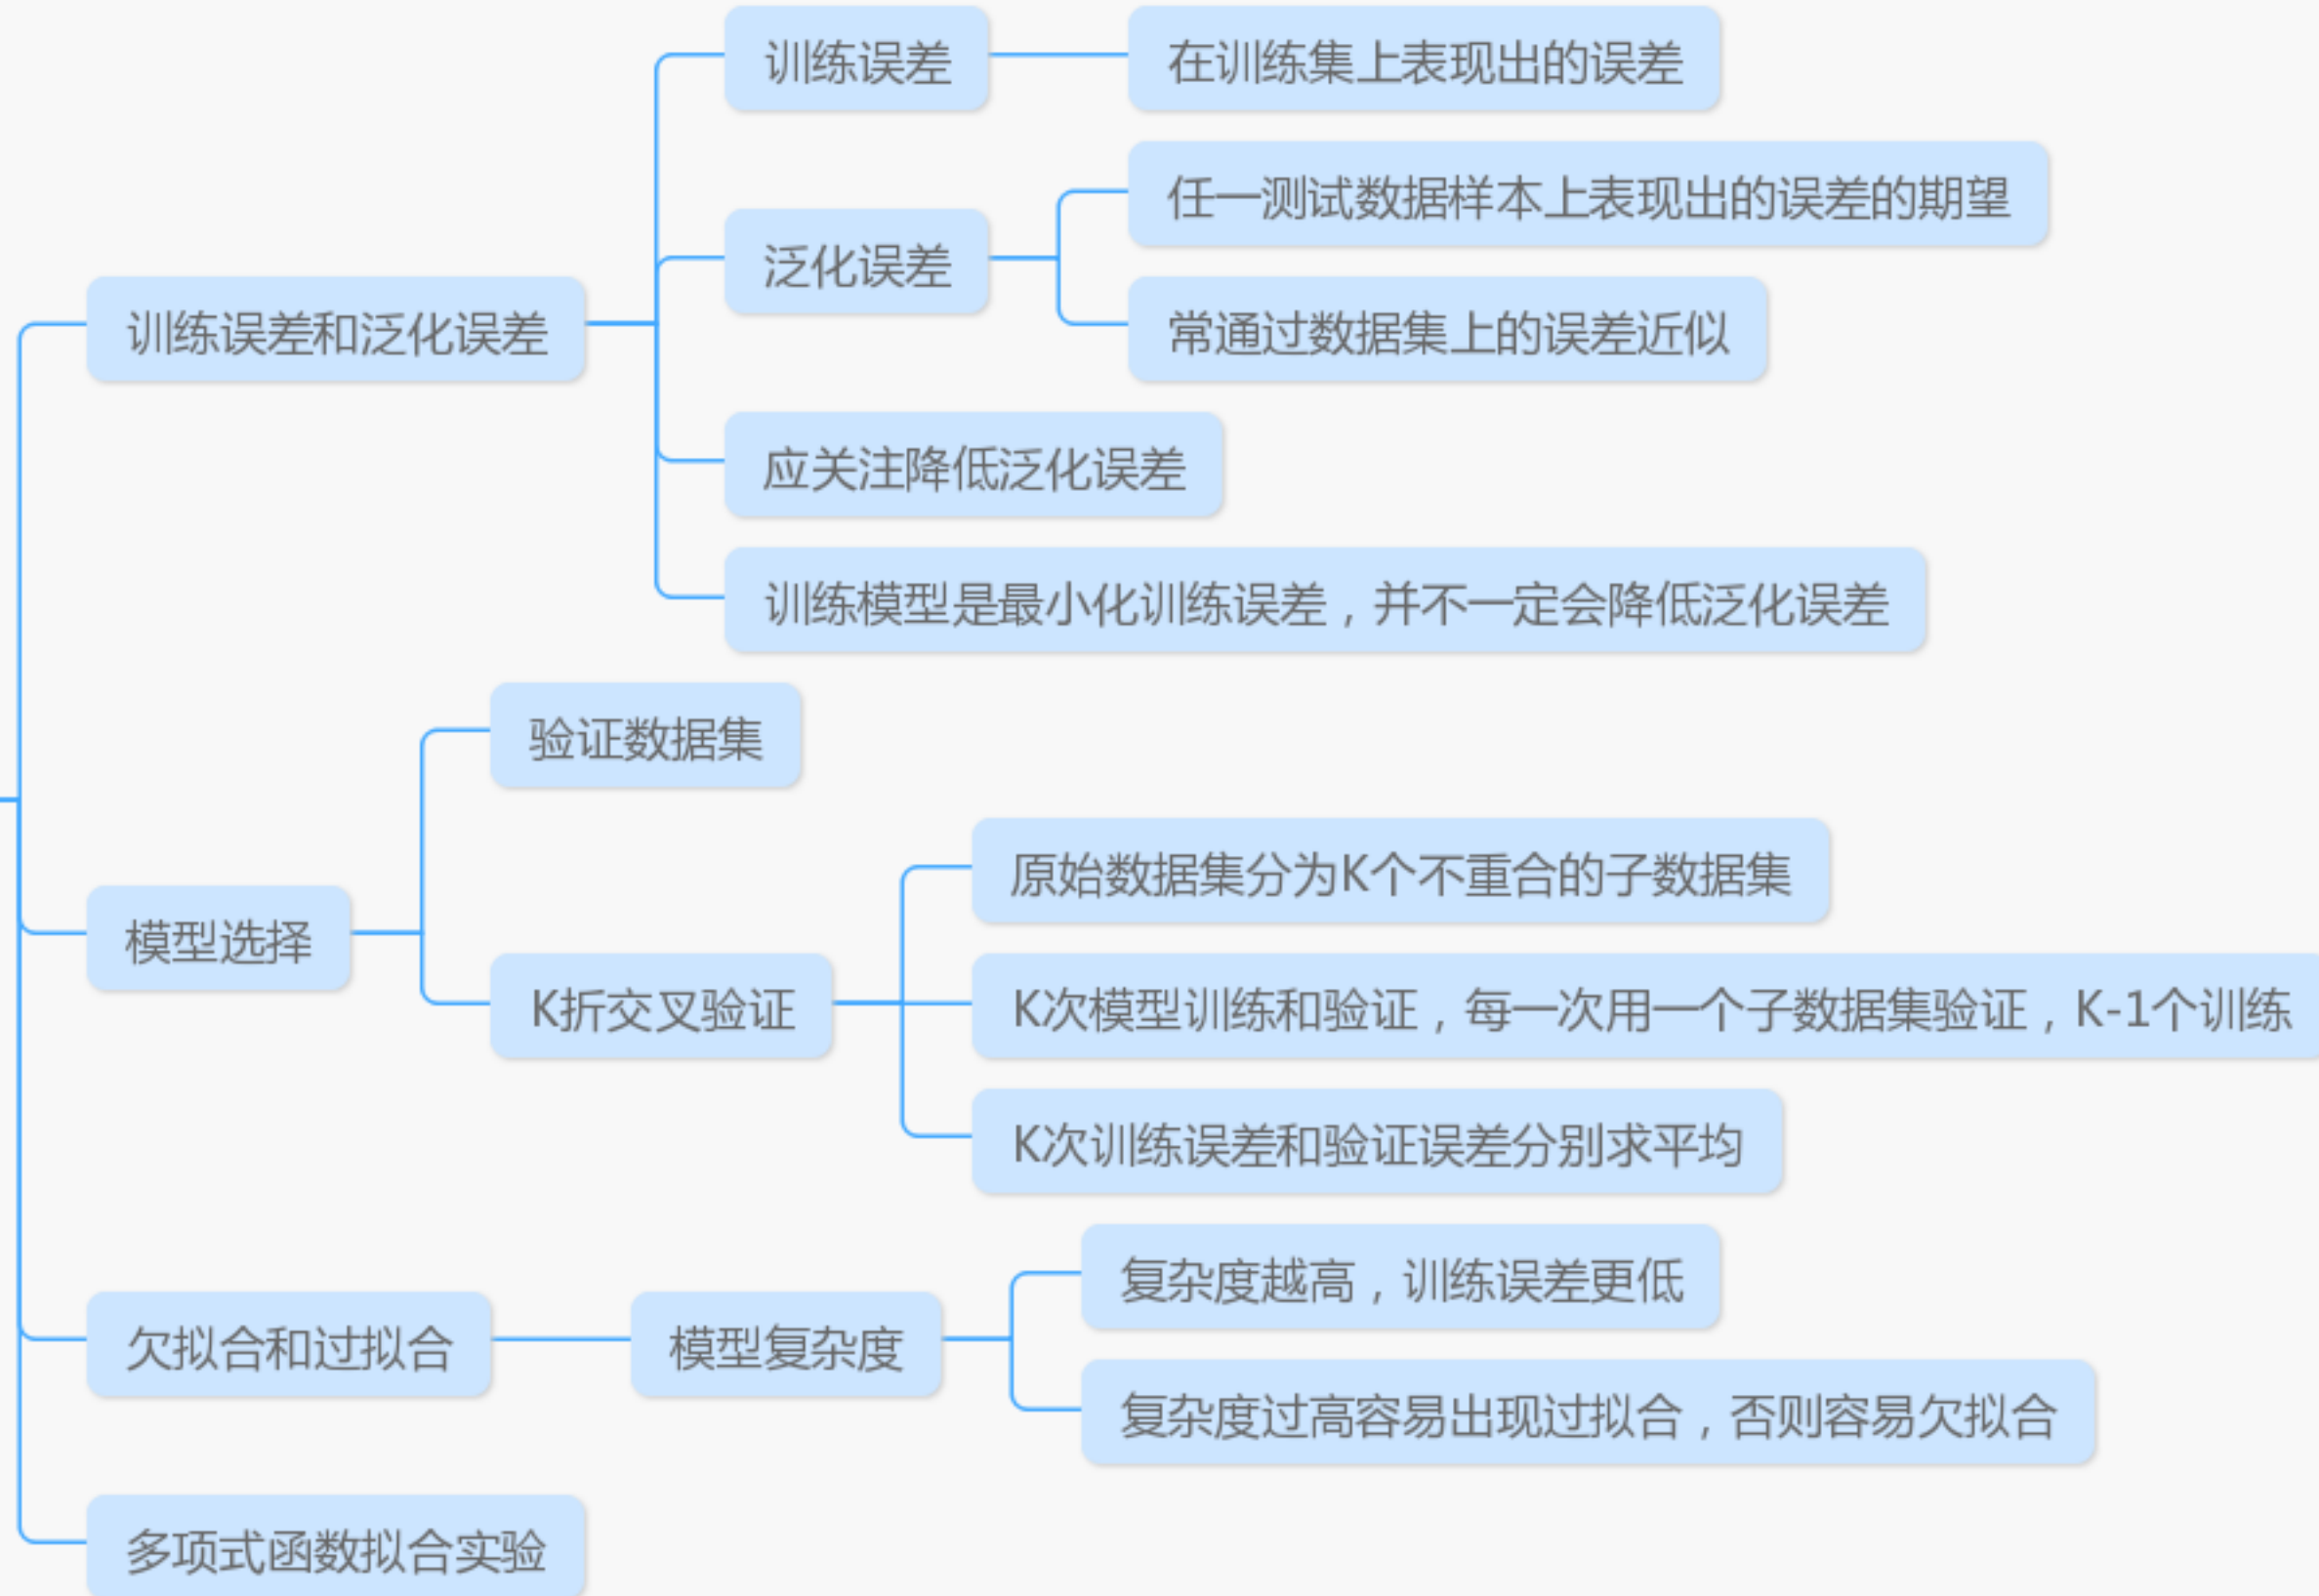 训练误差
在训练集上表现出的误差
任一测试数据样本上表现出的误差的期望
泛化误差
训练误差和泛化误差
常通过数据集上的误差近似
应关注降低泛化误差
训练模型是最小化训练误差，并不一定会降低泛化误差
验证数据集
原始数据集分为K个不重合的子数据集
模型选择
K折交叉验证
K次模型训练和验证，每一次用一个子数据集验证，K-1个训练
K次训练误差和验证误差分别求平均
复杂度越高，训练误差更低
欠拟合和过拟合
模型复杂度
复杂度过高容易出现过拟合，否则容易欠拟合
多项式函数拟合实验